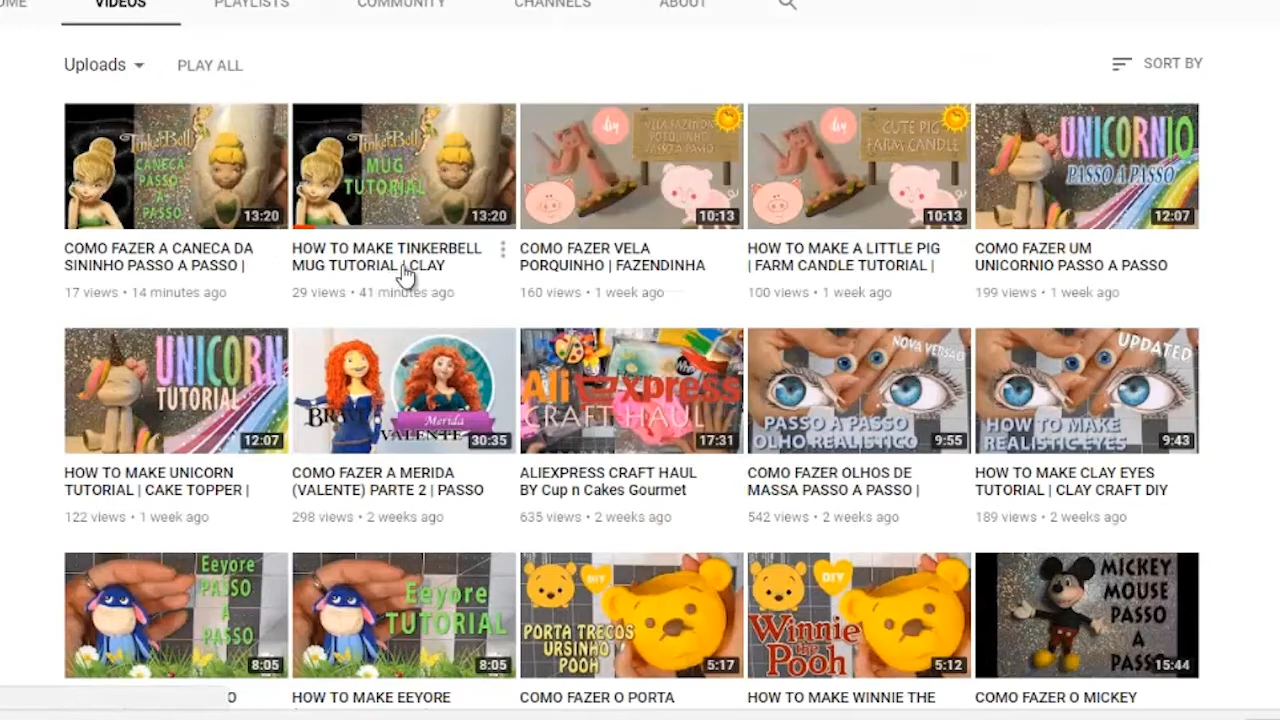 OME VIDEOS PLAYLISTS COMMUNITY CHANNELS ABOUT
Uploads PLAY ALL SORT BY
TinkerBell
CANECA
PASSO
A
PASSO
13:20
TinkerBell
MUG
TUTORIAL
13:20
diy
VELA FAZENDA
PORQUINHO
PASSO A PASSO
10:13
diy
CUTE PIG
FARM CANDLE
10:13
UNICORNIO
PASSO A PASSO
12:07
COMO FAZER A CANECA DA
SININHO PASSO A PASSO |
17 views • 14 minutes ago
HOW TO MAKE TINKERBELL
MUG TUTORIAL | CLAY
29 views • 41 minutes ago
COMO FAZER VELA
PORQUINHO | FAZENDINHA
160 views • 1 week ago
HOW TO MAKE A LITTLE PIG
| FARM CANDLE TUTORIAL |
100 views • 1 week ago
COMO FAZER UM
UNICORNIO PASSO A PASSO
199 views • 1 week ago
UNICORN
TUTORIAL
12:07
BRAVE
Merida
VALENTE
30:35
AliExpress
CRAFT HAUL
17:31
NOVA VERSÃO
PASSO A PASSO
OLHO REALISTICO
9:55
UPDATED
HOW TO MAKE
REALISTIC EYES
9:43
HOW TO MAKE UNICORN
TUTORIAL | CAKE TOPPER |
122 views • 1 week ago
COMO FAZER A MERIDA
(VALENTE) PARTE 2 | PASSO
298 views • 2 weeks ago
ALIEXPRESS CRAFT HAUL
BY Cup n Cakes Gourmet
635 views • 2 weeks ago
COMO FAZER OLHOS DE
MASSA PASSO A PASSO |
542 views • 2 weeks ago
HOW TO MAKE CLAY EYES
TUTORIAL | CLAY CRAFT DIY
189 views • 2 weeks ago
Eeyore
PASSO
A
PASSO
8:05
Eeyore
TUTORIAL
8:05
DIY
PORTA TRECOS
URSINHO
POOH
5:17
DIY
Winnie
the
Pooh
5:12
MICKEY
MOUSE
PASSO
A
PASSO
15:44
O
HOW TO MAKE EEYORE
COMO FAZER O PORTA
HOW TO MAKE WINNIE THE
COMO FAZER O MICKEY